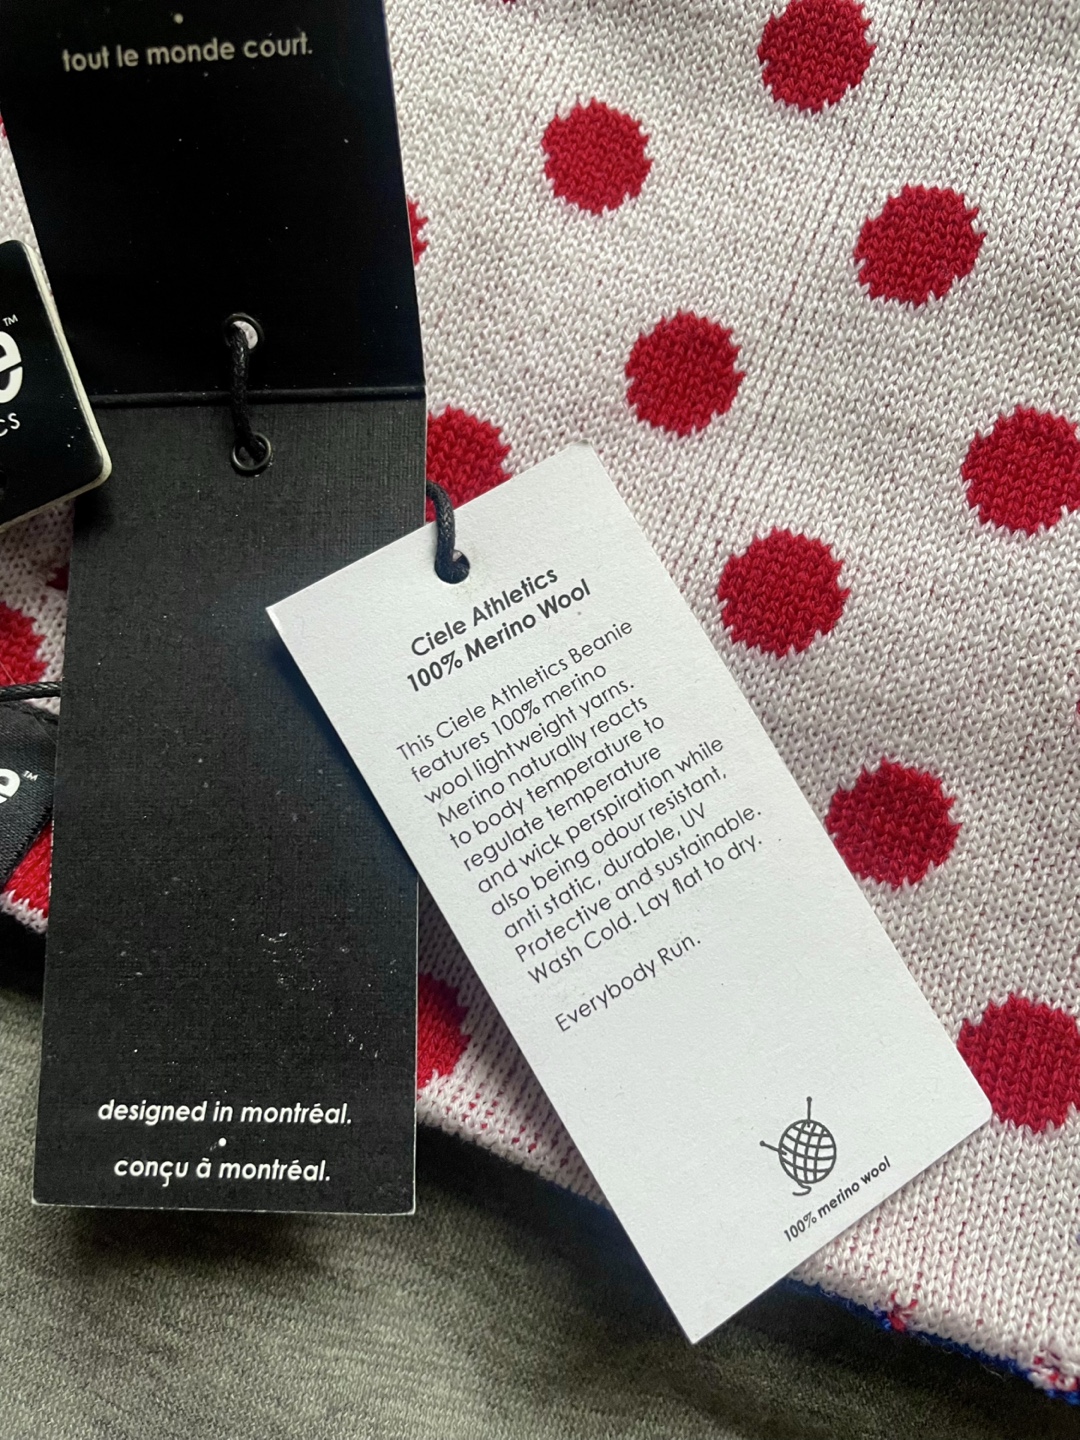 tout le monde court.
e™
cs
e™
Ciele Athletics
100% Merino Wool
This Ciele Athletics Beanie
features 100% merino
wool lightweight yarns.
Merino naturally reacts
to body temperature to
regulate temperature
and wick perspiration while
also being odour resistant,
anti static, durable, UV
Protective and sustainable.
Wash Cold. Lay flat to dry.
Everybody Run.
100% merino wool
designed in montréal.
•
conçu à montréal.